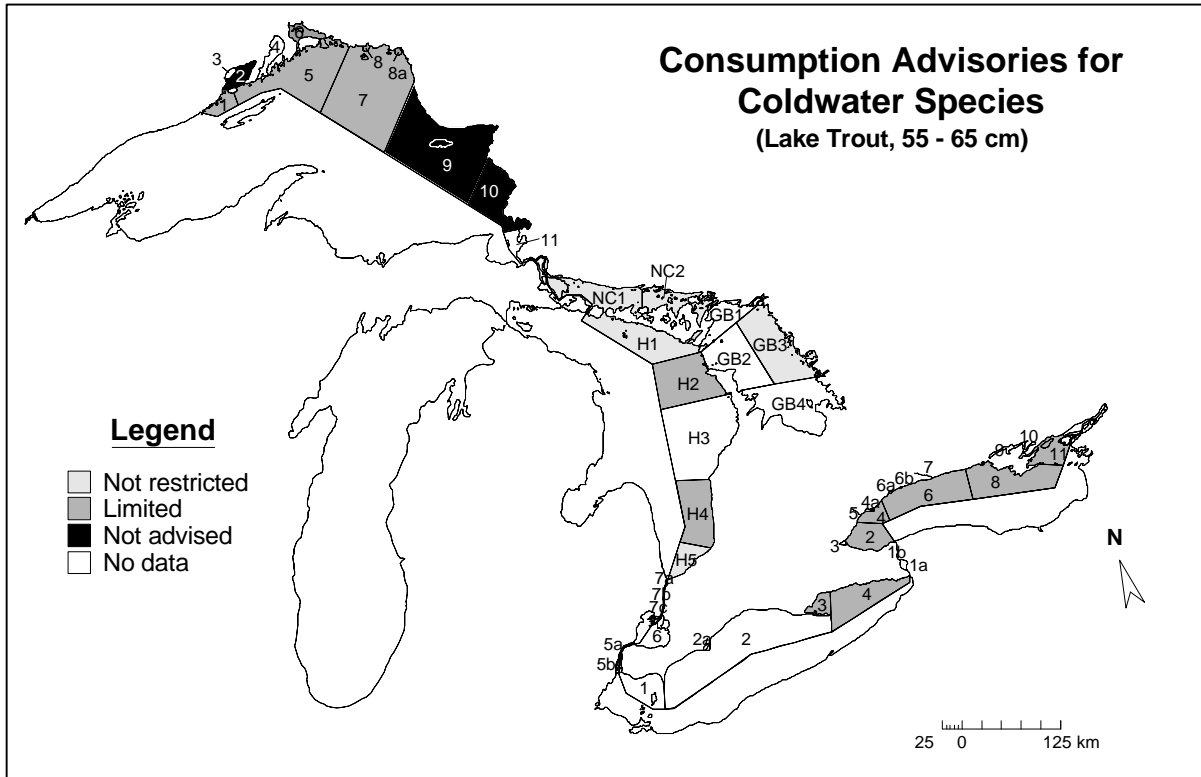 Consumption Advisories for
Coldwater Species
(Lake Trout, 55 - 65 cm)
6
4
3
2
5
8
8a
1
7
9
10
11
NC2
NC1
GB1
H1
GB3
GB2
H2
GB4
H3
H4
H5
7a
7b
7c
6
5a
5b
1
2a
2
3
4
1a
1b
2
3
5
4a
4
6a
6b
7
6
9
10
8
11
Legend
Not restricted
Limited
Not advised
No data
N
25 0 125 km